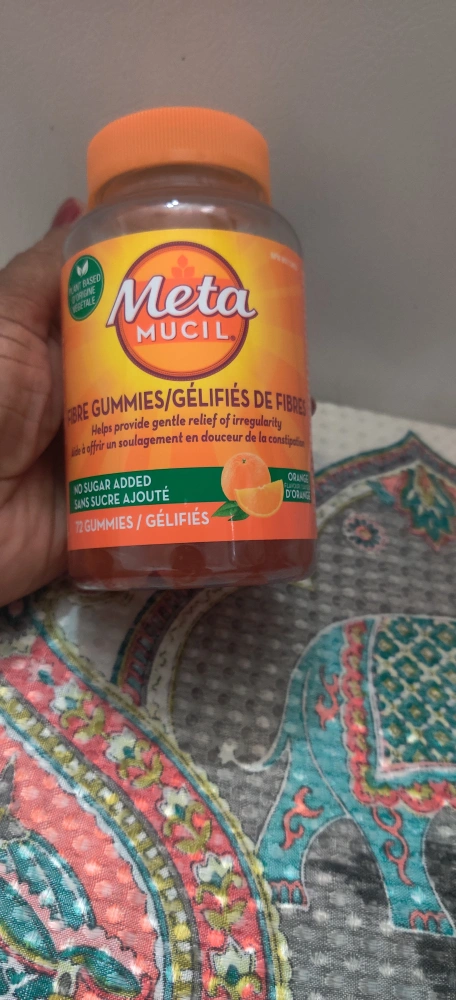 PLANT BASED
D'ORIGINE
VÉGÉTALE
Meta
MUCIL®
FIBRE GUMMIES/GÉLIFIÉS DE FIBRES
Helps provide gentle relief of irregularity
Aide à offrir un soulagement en douceur de la constipation
NO SUGAR ADDED
SANS SUCRE AJOUTÉ
ORANGE
D'ORANGE
72 GUMMIES / GÉLIFIÉS